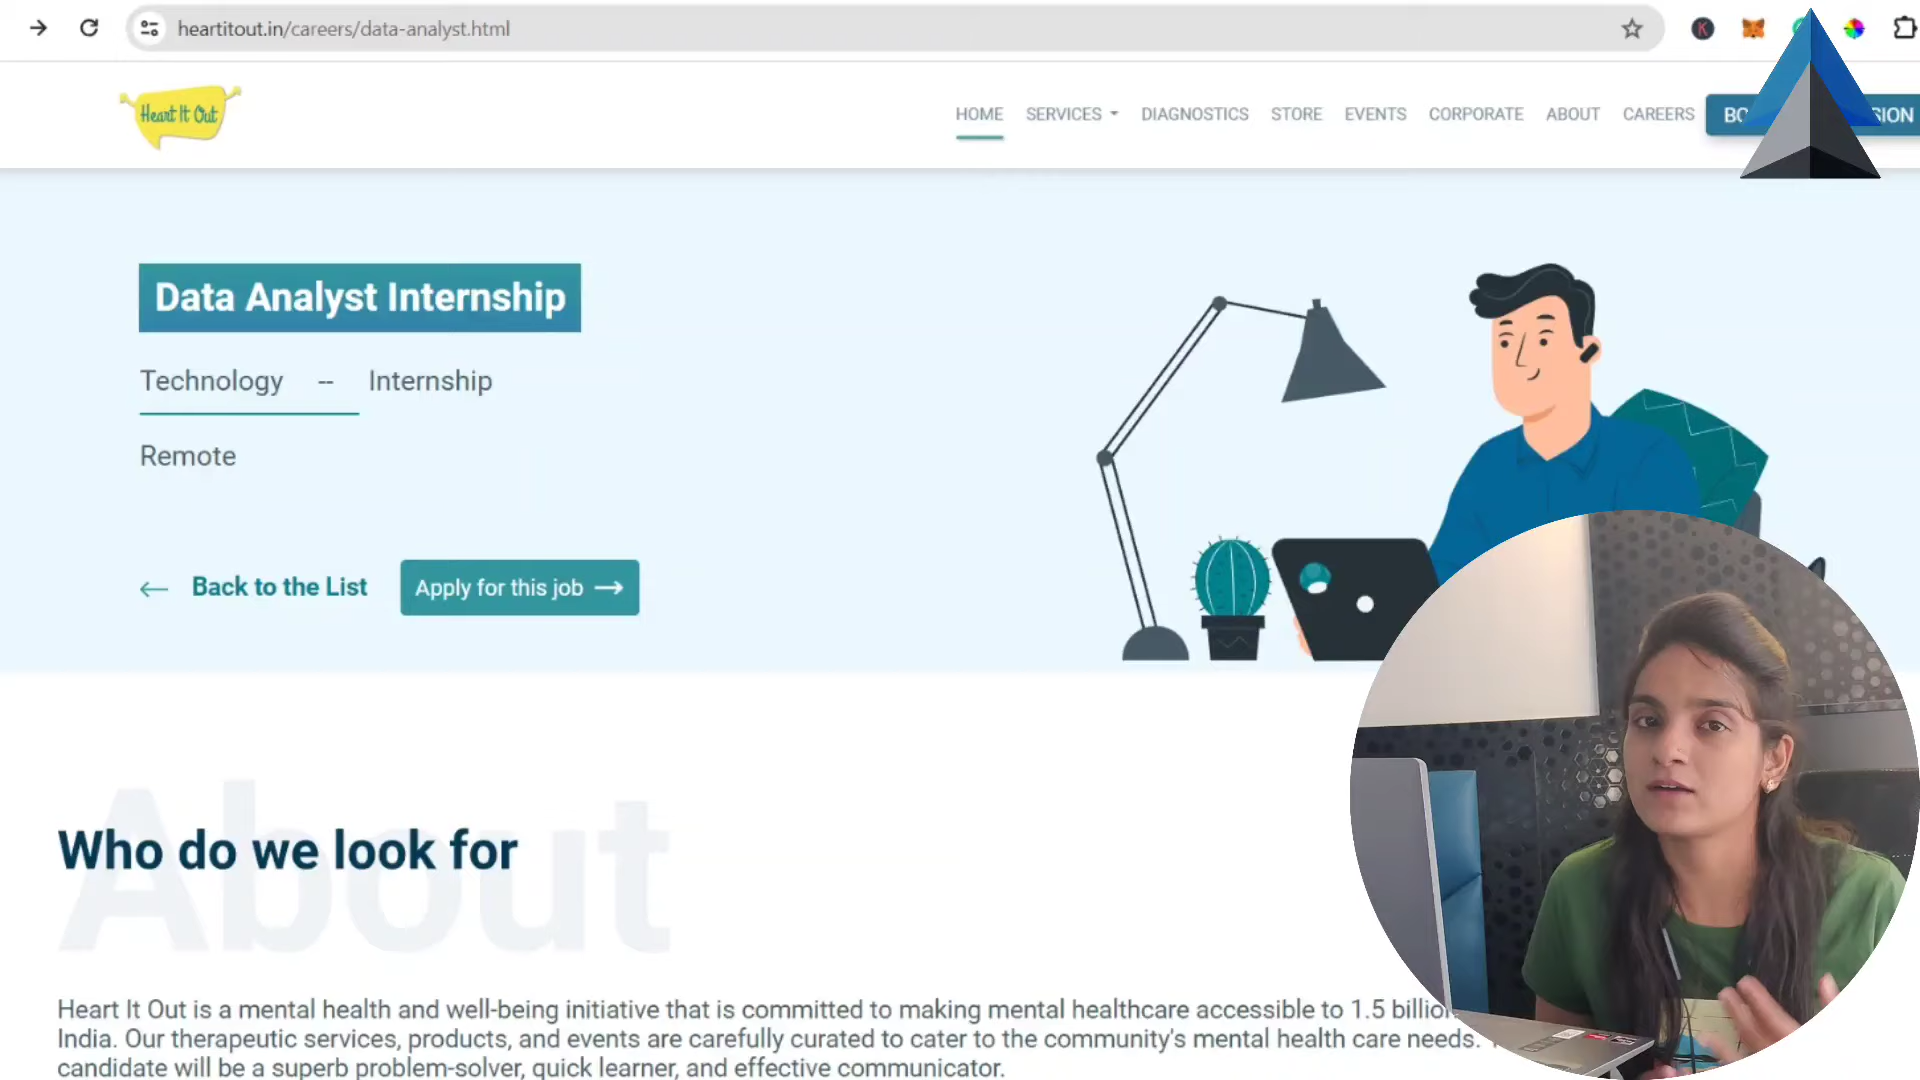 heartitout.in/careers/data-analyst.html
K
Heart It Out
HOME SERVICES DIAGNOSTICS STORE EVENTS CORPORATE ABOUT CAREERS
Data Analyst Internship
Technology -- Internship
Remote
← Back to the List Apply for this job →
About
Who do we look for
Heart It Out is a mental health and well-being initiative that is committed to making mental healthcare accessible to 1.5
India. Our therapeutic services, products, and events are carefully curated to cater to the community's mental health care needs.
candidate will be a superb problem-solver, quick learner, and effective communicator.